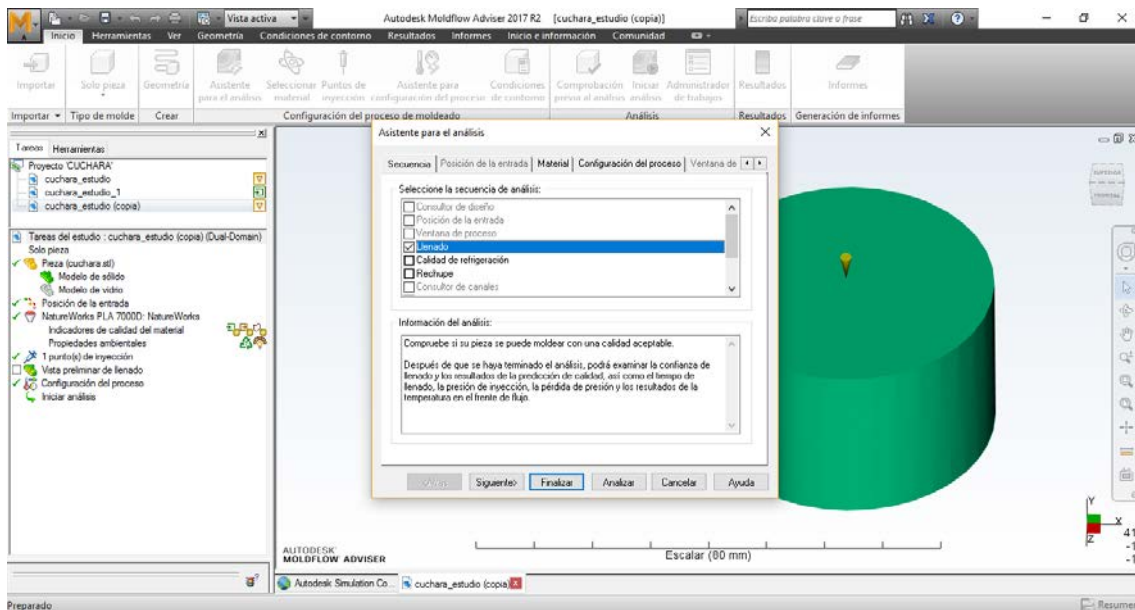 Vista activa
Autodesk Moldflow Adviser 2017 R2 [cuchara_estudio (copia)]
Escriba palabra clave o frase
Inicio Herramientas Ver Geometría Condiciones de contorno Resultados Informes Inicio e información Comunidad
Importar
Solo pieza
Geometría
Asistente para el análisis
Seleccionar material
Puntos de inyección
Asistente para configuración del proceso
Condiciones de contorno
Comprobación previa al análisis
Iniciar análisis
Administrador de trabajos
Resultados
Informes
Importar Tipo de molde Crear Configuración del proceso de moldeado Análisis Resultados Generación de informes
Tareas Herramientas
Proyecto 'CUCHARA'
cuchara_estudio
cuchara_estudio_1
cuchara_estudio (copia)
Tareas del estudio : cuchara_estudio (copia) (Dual-Domain)
Solo pieza
Pieza (cuchara.stl)
Modelo de sólido
Modelo de vidrio
Posición de la entrada
NatureWorks PLA 7000D: NatureWorks
Indicadores de calidad del material
Propiedades ambientales
1 punto(s) de inyección
Vista preliminar de llenado
Configuración del proceso
Iniciar análisis
Asistente para el análisis
Secuencia Posición de la entrada Material Configuración del proceso Ventana de
Seleccione la secuencia de análisis:
Consultor de diseño
Posición de la entrada
Ventana de proceso
Llenado
Calidad de refrigeración
Rechupe
Consultor de canales
Información del análisis:
Compruebe si su pieza se puede moldear con una calidad aceptable.
Después de que se haya terminado el análisis, podrá examinar la confianza de
llenado y los resultados de la predicción de calidad, así como el tiempo de
llenado, la presión de inyección, la pérdida de presión y los resultados de la
temperatura en el frente de flujo.
Siguiente> Finalizar Analizar Cancelar Ayuda
SUPERIOR
FRONTAL
Y
X
Z
41
-1
-1
Escalar (80 mm)
AUTODESK
MOLDFLOW ADVISER
Autodesk Simulation Co... cuchara_estudio (copia)
Preparado
Resumen